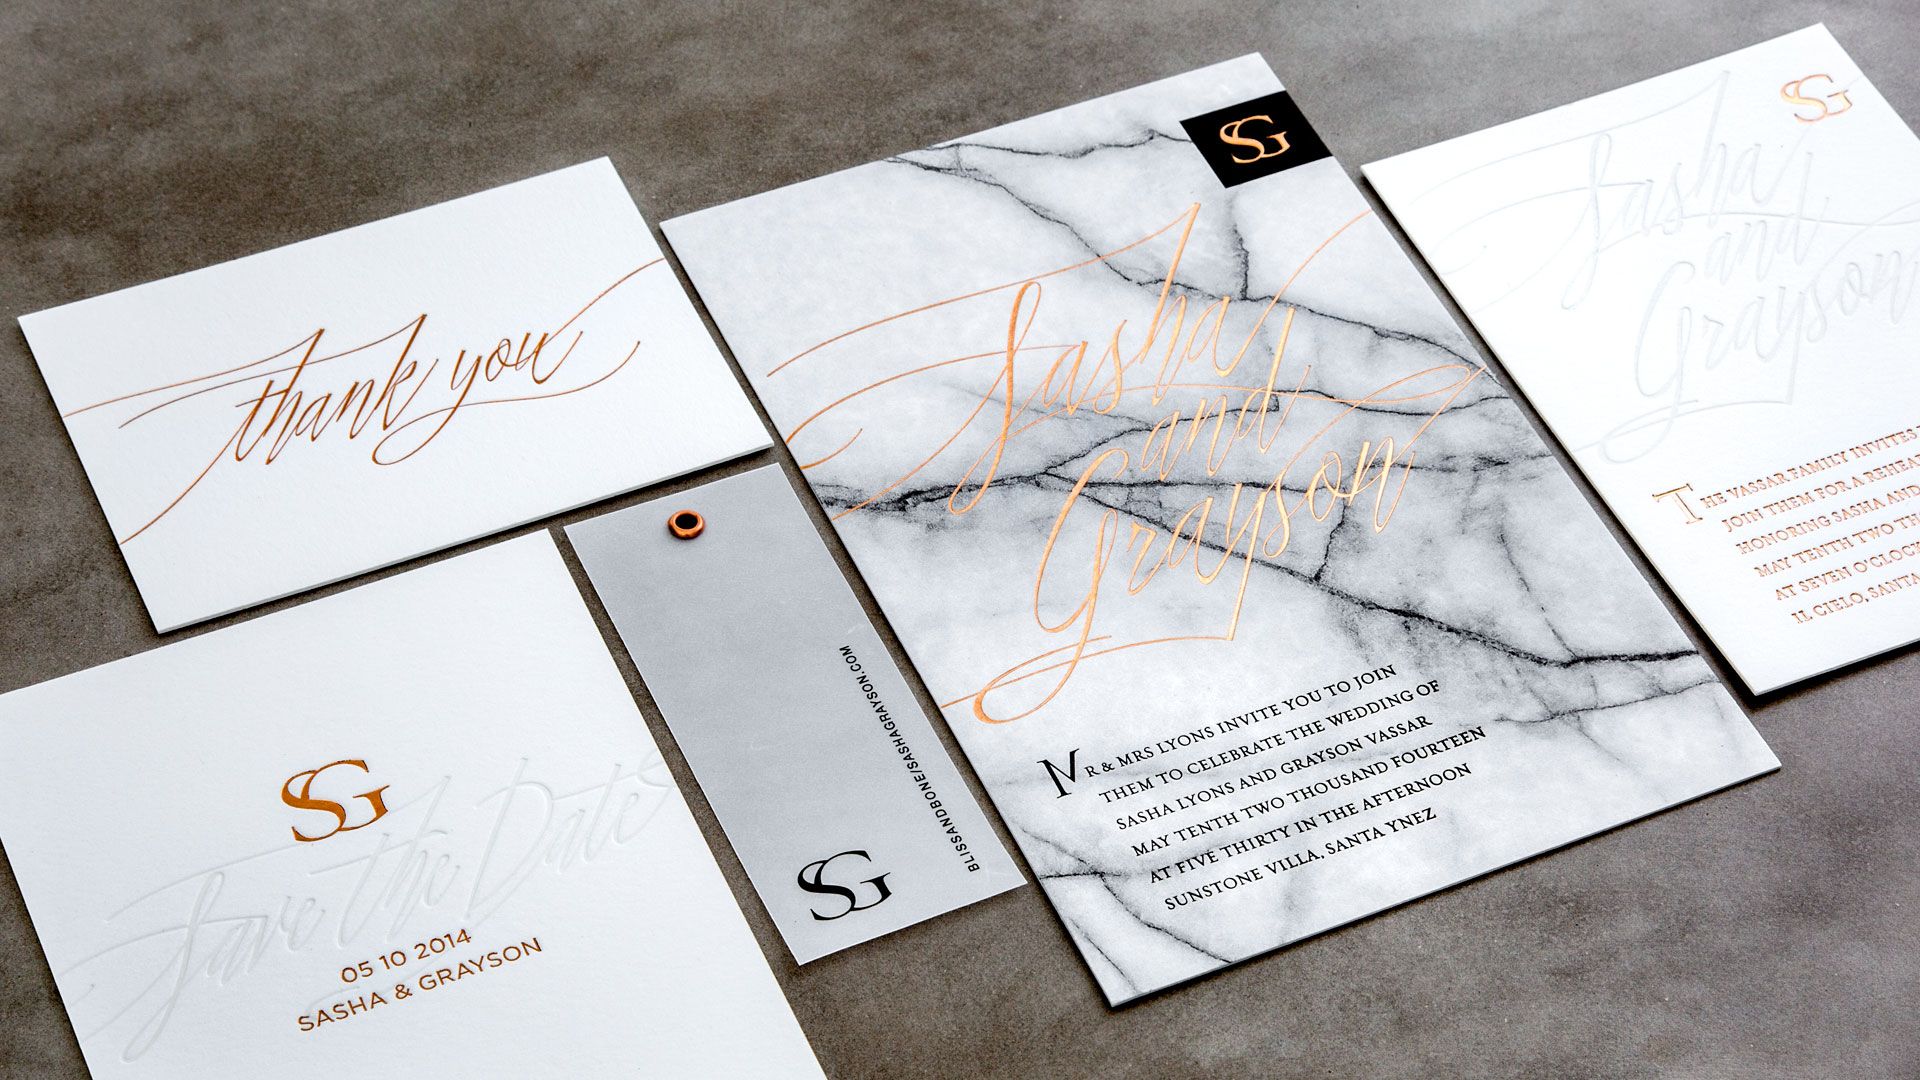 thank you
SG
Save the Date
05 10 2014
SASHA & GRAYSON
BLISSANDBONE/SASHAGRAYSON.COM
SG
SG
Sasha
and
Grayson
MR & MRS LYONS INVITE YOU TO JOIN
THEM TO CELEBRATE THE WEDDING OF
SASHA LYONS AND GRAYSON VASSAR
MAY TENTH TWO THOUSAND FOURTEEN
AT FIVE THIRTY IN THE AFTERNOON
SUNSTONE VILLA, SANTA YNEZ
SG
Sasha
and
Grayson
THE VASSAR FAMILY INVITES
JOIN THEM FOR A
HONORING SASHA AND
MAY TENTH TWO
AT SEVEN O'CLOCK
IL CIELO, SANTA